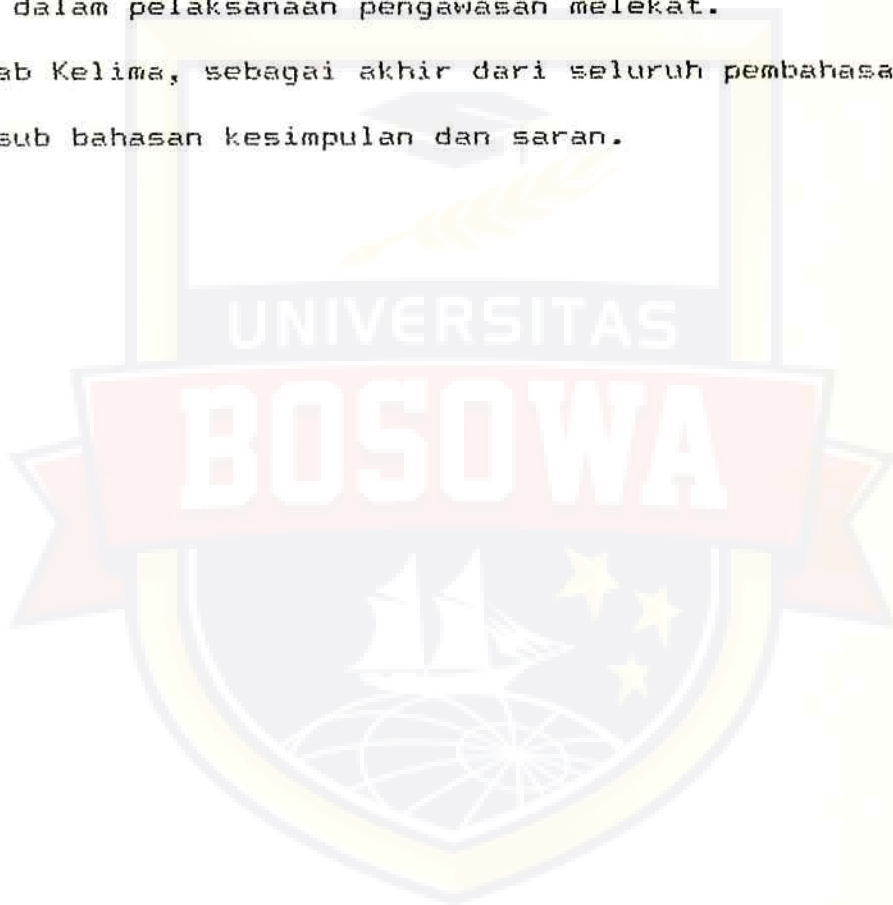 dalam pelaksanaan pengawasan melekat.
ab Kelima, sebagai akhir dari seluruh pembahasa
sub bahasan kesimpulan dan saran.
UNIVERSITAS
BOSOWA